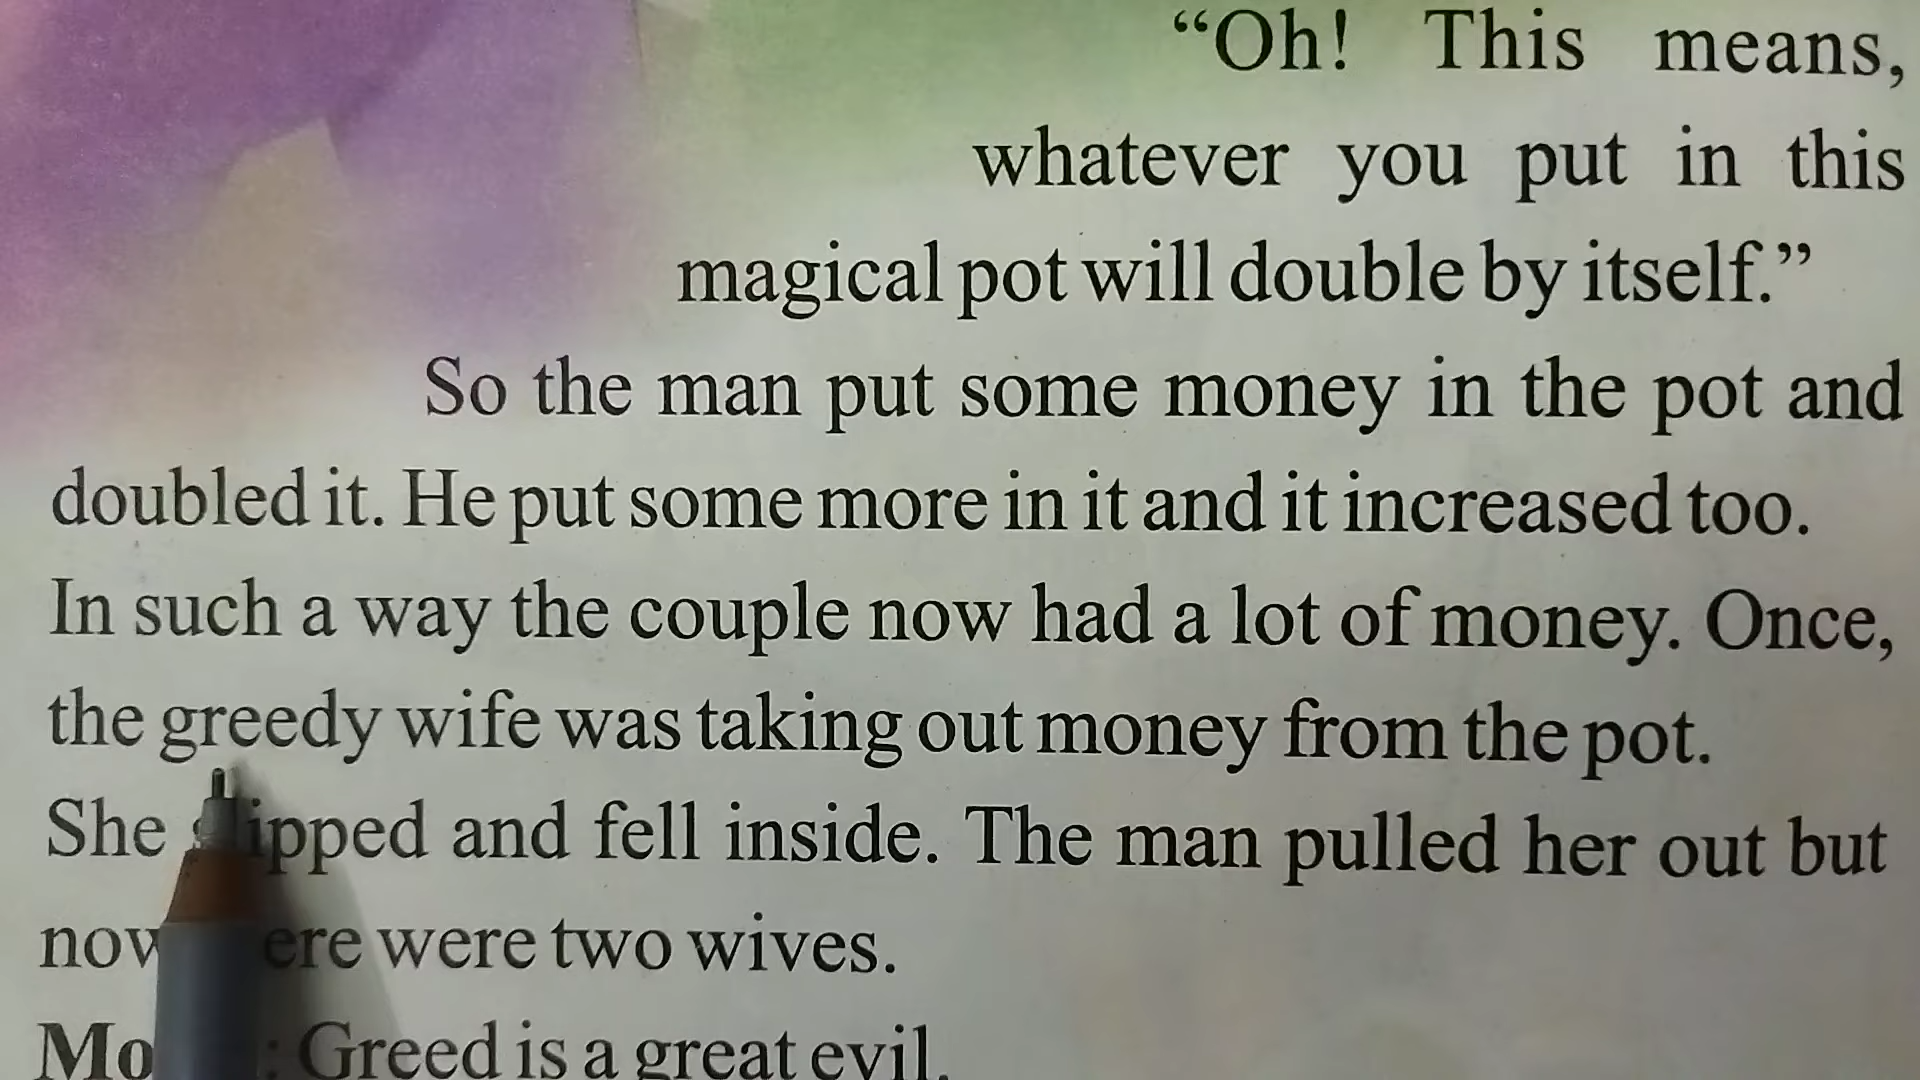 “Oh! This means,
whatever you put in this
magical pot will double by itself.”
So the man put some money in the pot and
doubled it. He put some more in it and it increased too.
In such a way the couple now had a lot of money. Once,
the greedy wife was taking out money from the pot.
She slipped and fell inside. The man pulled her out but
now were two wives.
: Greed is a great evil.